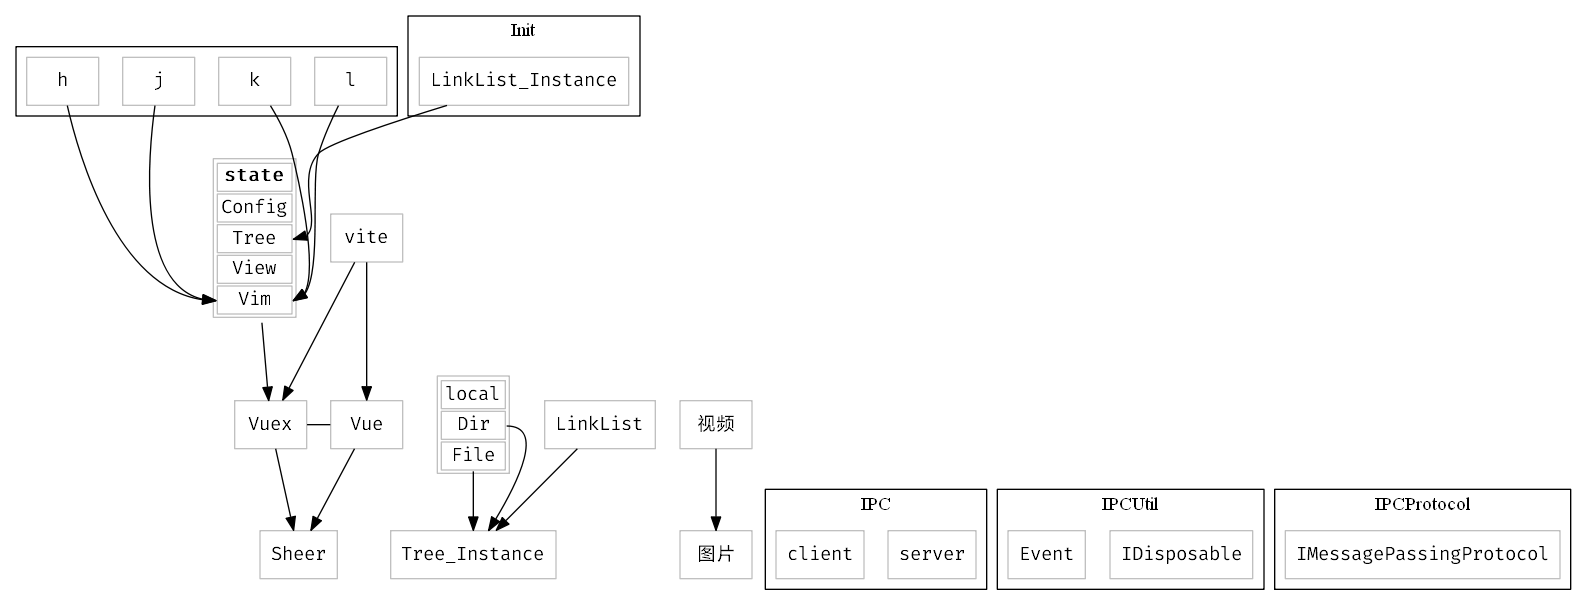 Init
h
j
k
l
LinkList_Instance
state
Config
Tree
View
Vim
vite
Vuex
Vue
local
Dir
File
LinkList
视频
Sheer
Tree_Instance
图片
IPC
client
server
IPCUtil
Event
IDisposable
IPCProtocol
IMessagePassingProtocol